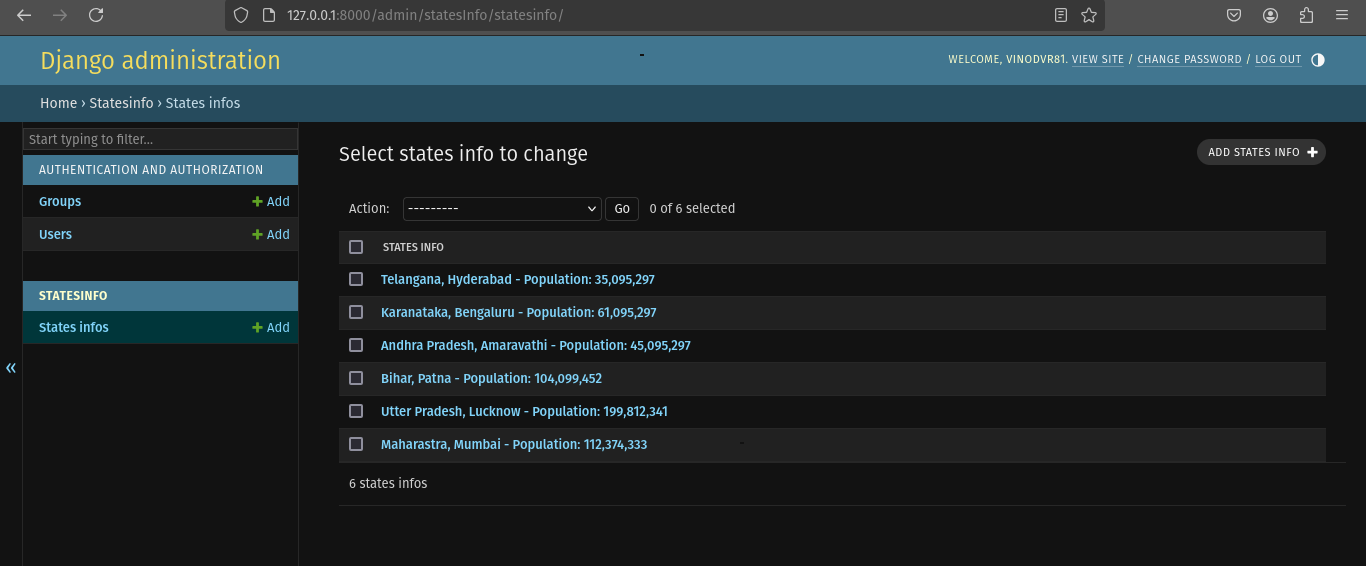 127.0.0.1:8000/admin/statesInfo/statesinfo/
Django administration
WELCOME, VINODVR81. VIEW SITE / CHANGE PASSWORD / LOG OUT
Home › Statesinfo › States infos
Start typing to filter...
AUTHENTICATION AND AUTHORIZATION
Groups + Add
Users + Add
STATESINFO
States infos + Add
«
Select states info to change
ADD STATES INFO +
Action: --------- Go 0 of 6 selected
STATES INFO
Telangana, Hyderabad - Population: 35,095,297
Karanataka, Bengaluru - Population: 61,095,297
Andhra Pradesh, Amaravathi - Population: 45,095,297
Bihar, Patna - Population: 104,099,452
Utter Pradesh, Lucknow - Population: 199,812,341
Maharastra, Mumbai - Population: 112,374,333
6 states infos